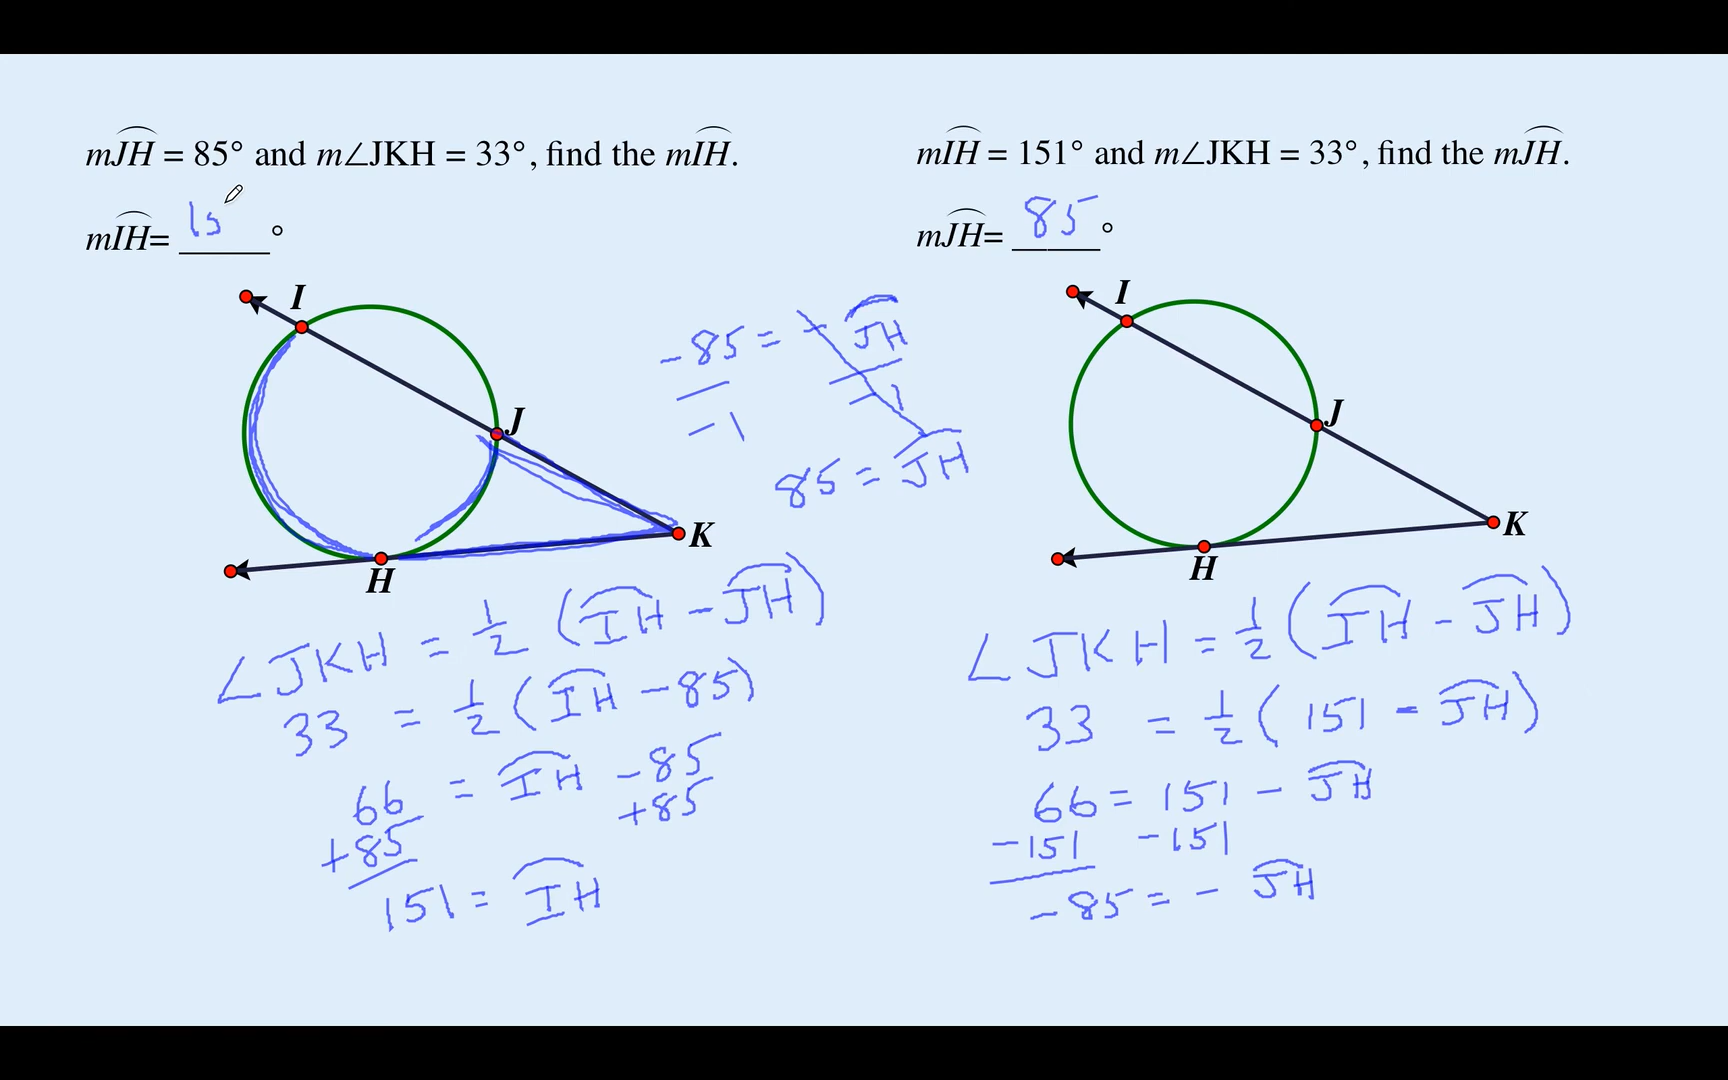 mJH = 85° and m∠JKH = 33°, find the mIH.
mIH= 15 °
I
J
K
H
∠JKH = 1/2 (IH - JH)
33 = 1/2 (IH - 85)
66 = IH - 85
+85 +85
151 = IH
-85 = - JH
-1 -1
85 = JH
mIH = 151° and m∠JKH = 33°, find the mJH.
mJH= 85 °
I
J
K
H
∠JKH = 1/2 (IH - JH)
33 = 1/2 (151 - JH)
66 = 151 - JH
-151 -151
-85 = - JH